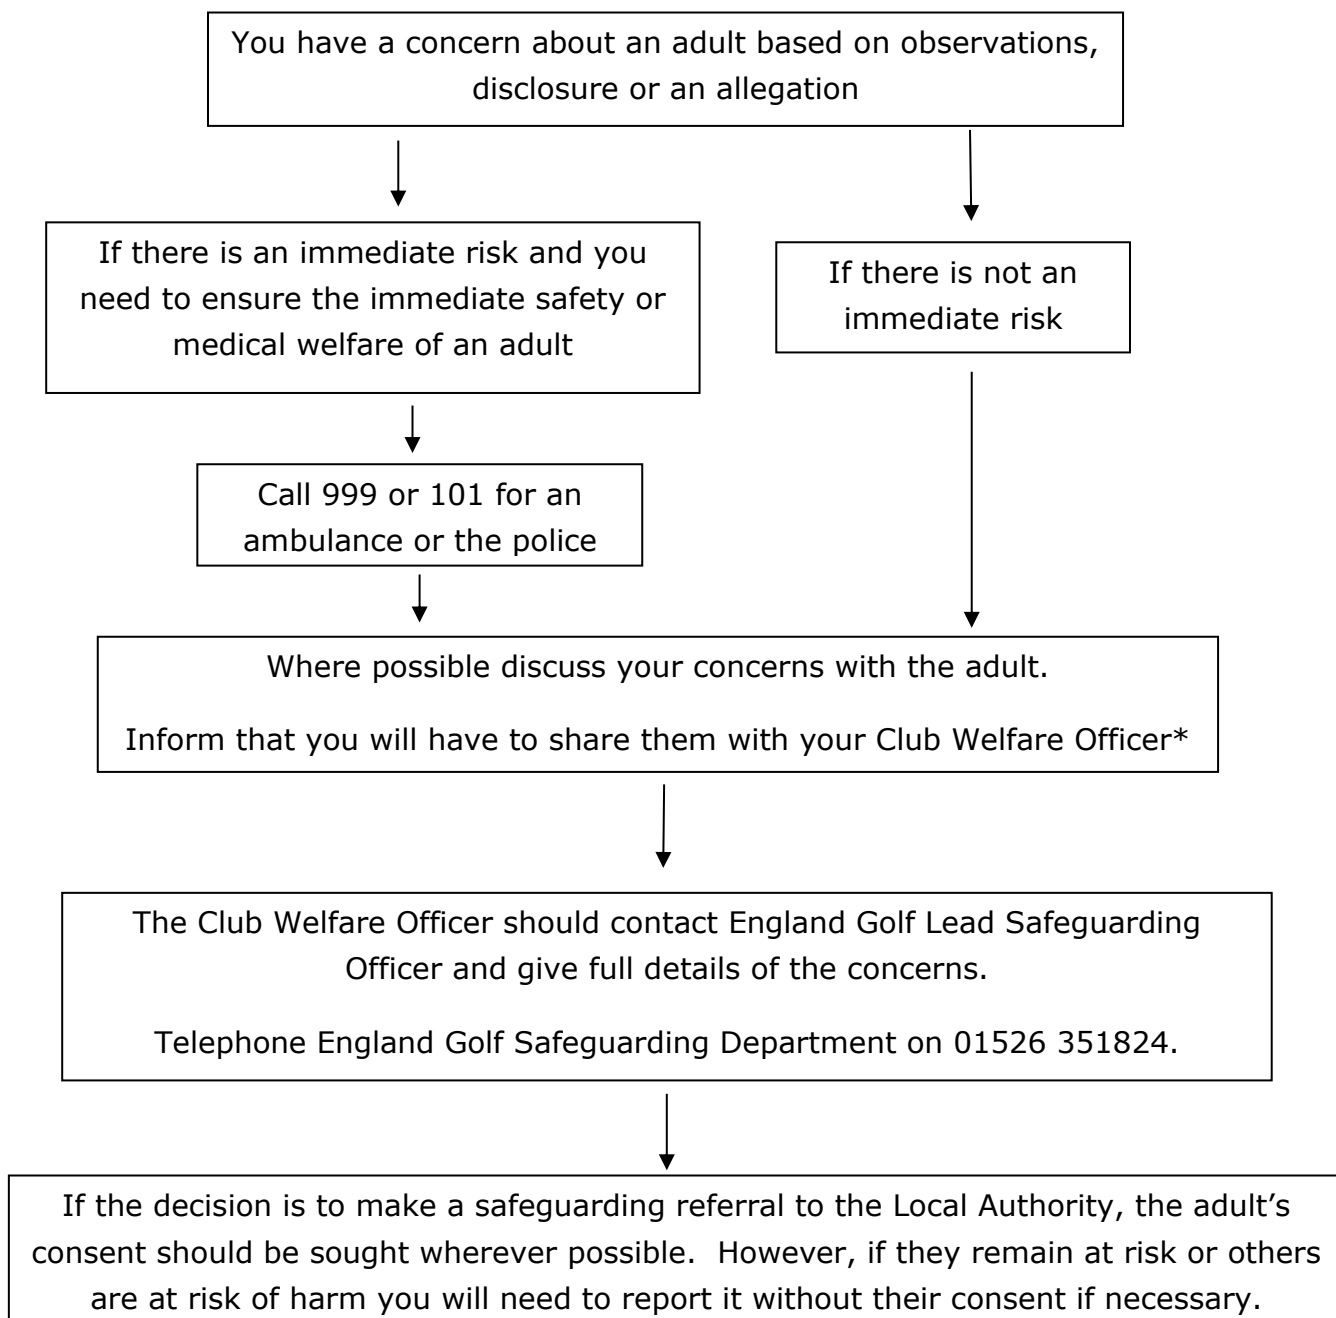 You have a concern about an adult based on observations,
disclosure or an allegation
If there is an immediate risk and you
need to ensure the immediate safety or
medical welfare of an adult
If there is not an
immediate risk
Call 999 or 101 for an
ambulance or the police
Where possible discuss your concerns with the adult.
Inform that you will have to share them with your Club Welfare Officer*
The Club Welfare Officer should contact England Golf Lead Safeguarding
Officer and give full details of the concerns.
Telephone England Golf Safeguarding Department on 01526 351824.
If the decision is to make a safeguarding referral to the Local Authority, the adult’s
consent should be sought wherever possible.  However, if they remain at risk or others
are at risk of harm you will need to report it without their consent if necessary.